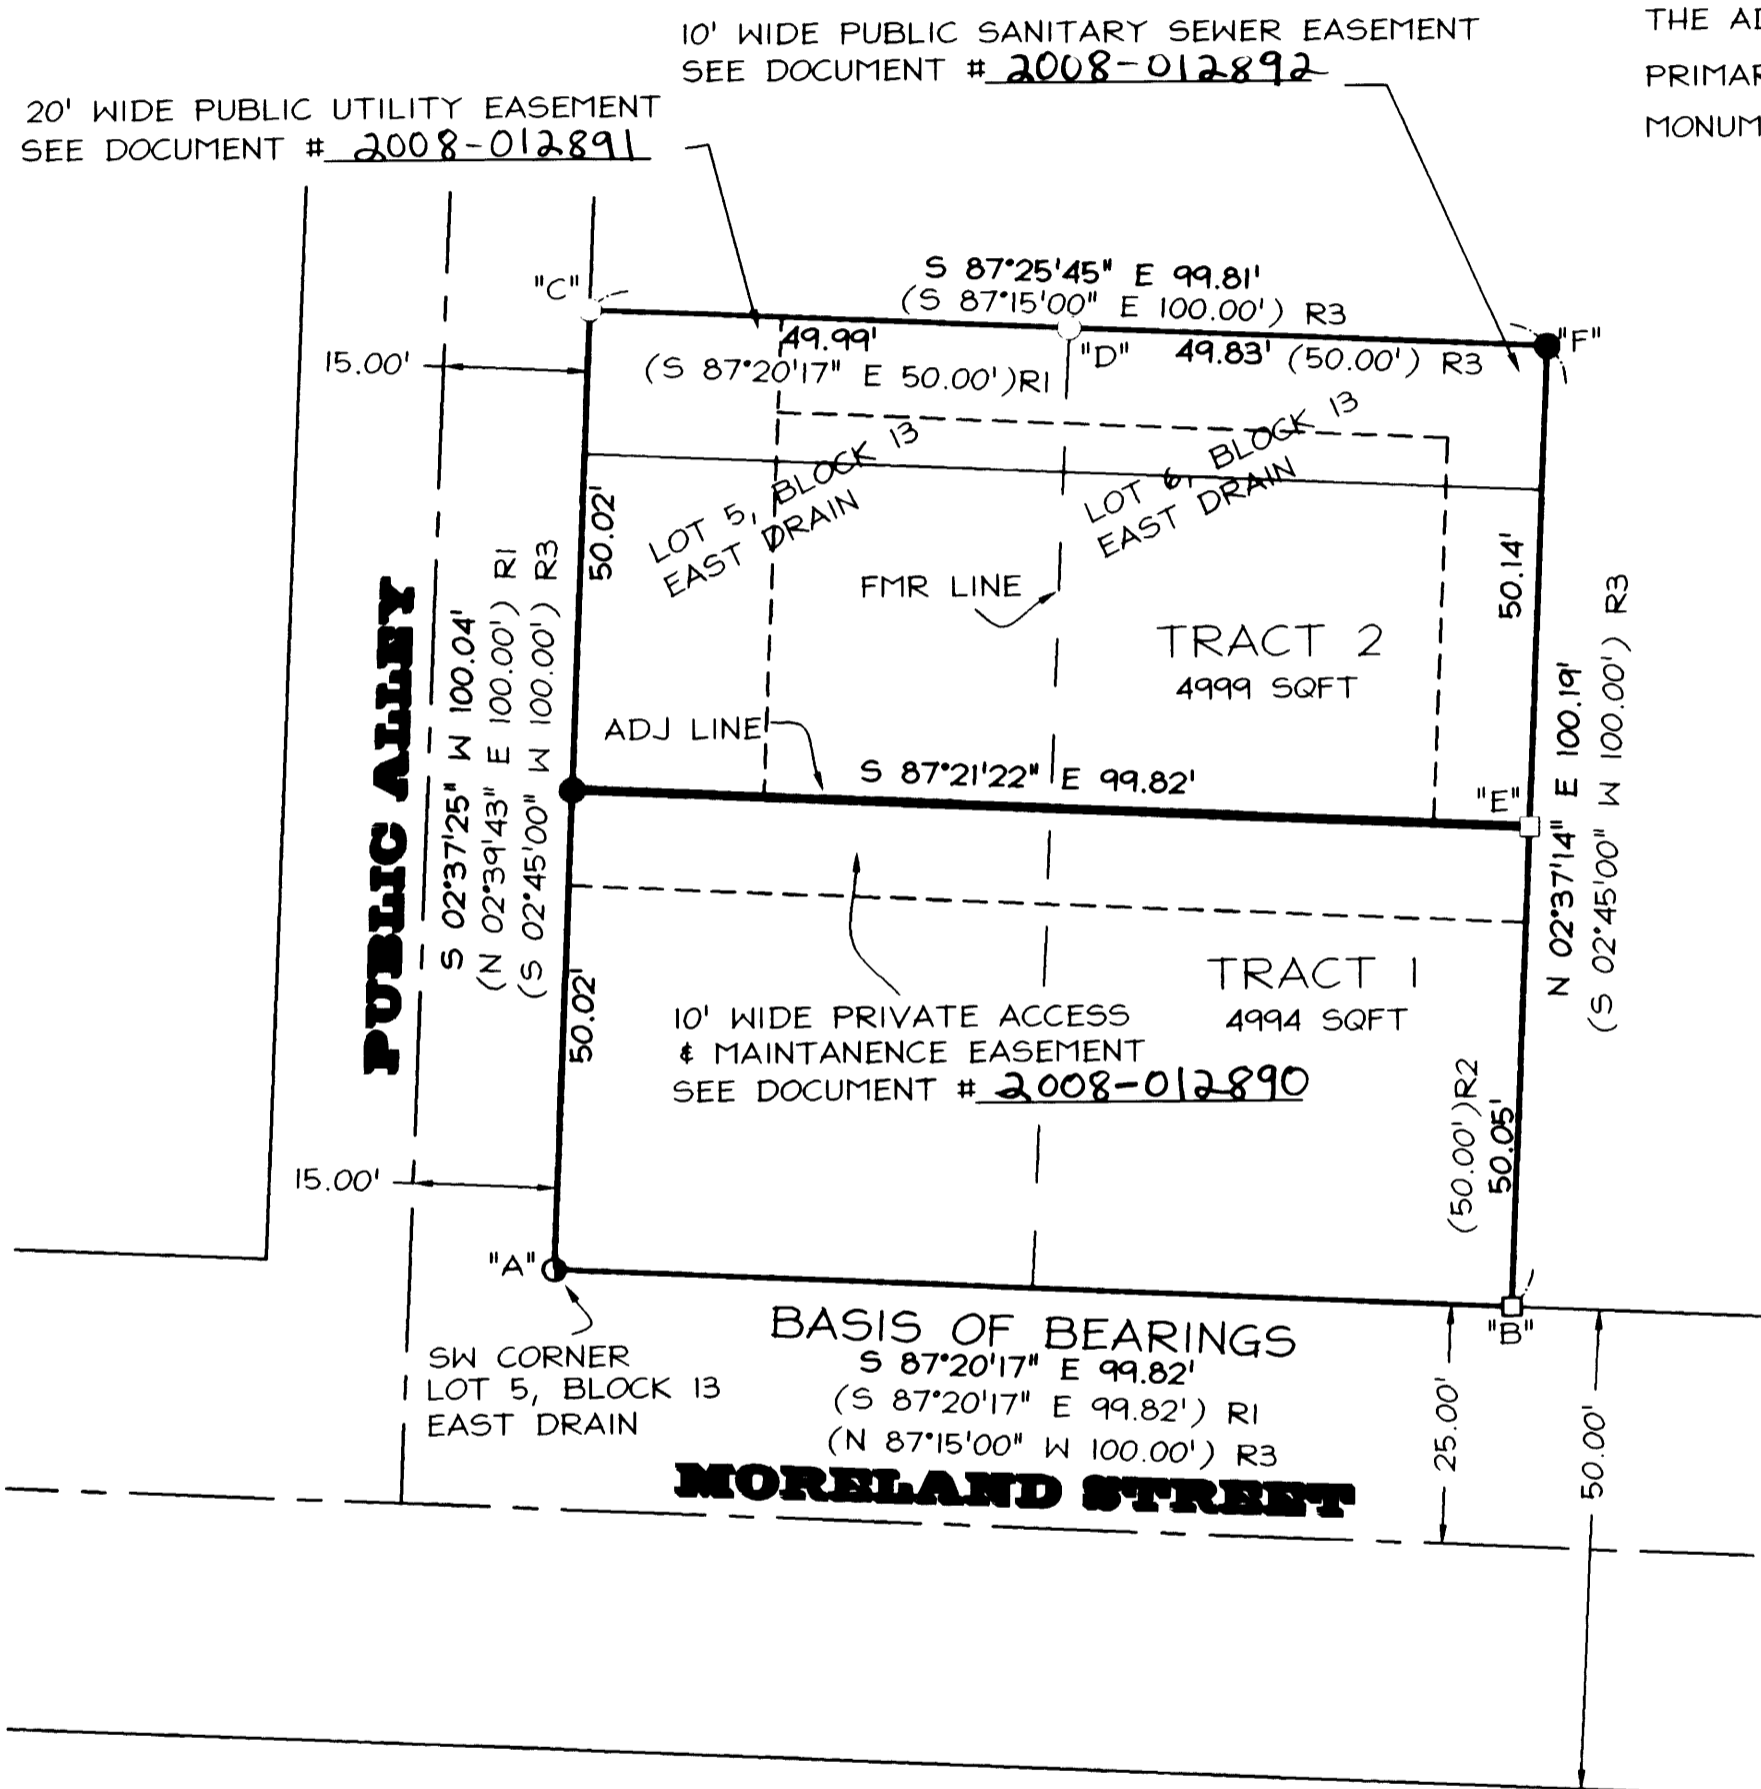 10' WIDE PUBLIC SANITARY SEWER EASEMENT
SEE DOCUMENT # 2008-012892
THE
PRIMAR
MONUM
20' WIDE PUBLIC UTILITY EASEMENT
SEE DOCUMENT # 2008-012891
S 87°25'45" E 99.81'
(S 87°15'00" E 100.00') R3
"C"
"F"
49.99'
"D"
49.83' (50.00') R3
(S 87°20'17" E 50.00')R1
15.00'
LOT 5, BLOCK 13
EAST DRAIN
LOT 6, BLOCK 13
EAST DRAIN
50.02'
50.14'
FMR LINE
TRACT 2
4999 SQFT
ADJ LINE
S 87°21'22" E 99.82'
"E"
PUBLIC ALLEY
S 02°37'25" W 100.04'
(N 02°39'43" E 100.00') R1
(S 02°45'00" W 100.00') R3
N 02°37'14" E 100.19'
(S 02°45'00" W 100.00') R3
TRACT 1
4994 SQFT
10' WIDE PRIVATE ACCESS
& MAINTANENCE EASEMENT
SEE DOCUMENT # 2008-012890
50.02'
(50.00')R2
50.05'
15.00'
"A"
"B"
SW CORNER
LOT 5, BLOCK 13
EAST DRAIN
BASIS OF BEARINGS
S 87°20'17" E 99.82'
(S 87°20'17" E 99.82') R1
(N 87°15'00" W 100.00') R3
25.00'
50.00'
MORELAND STREET